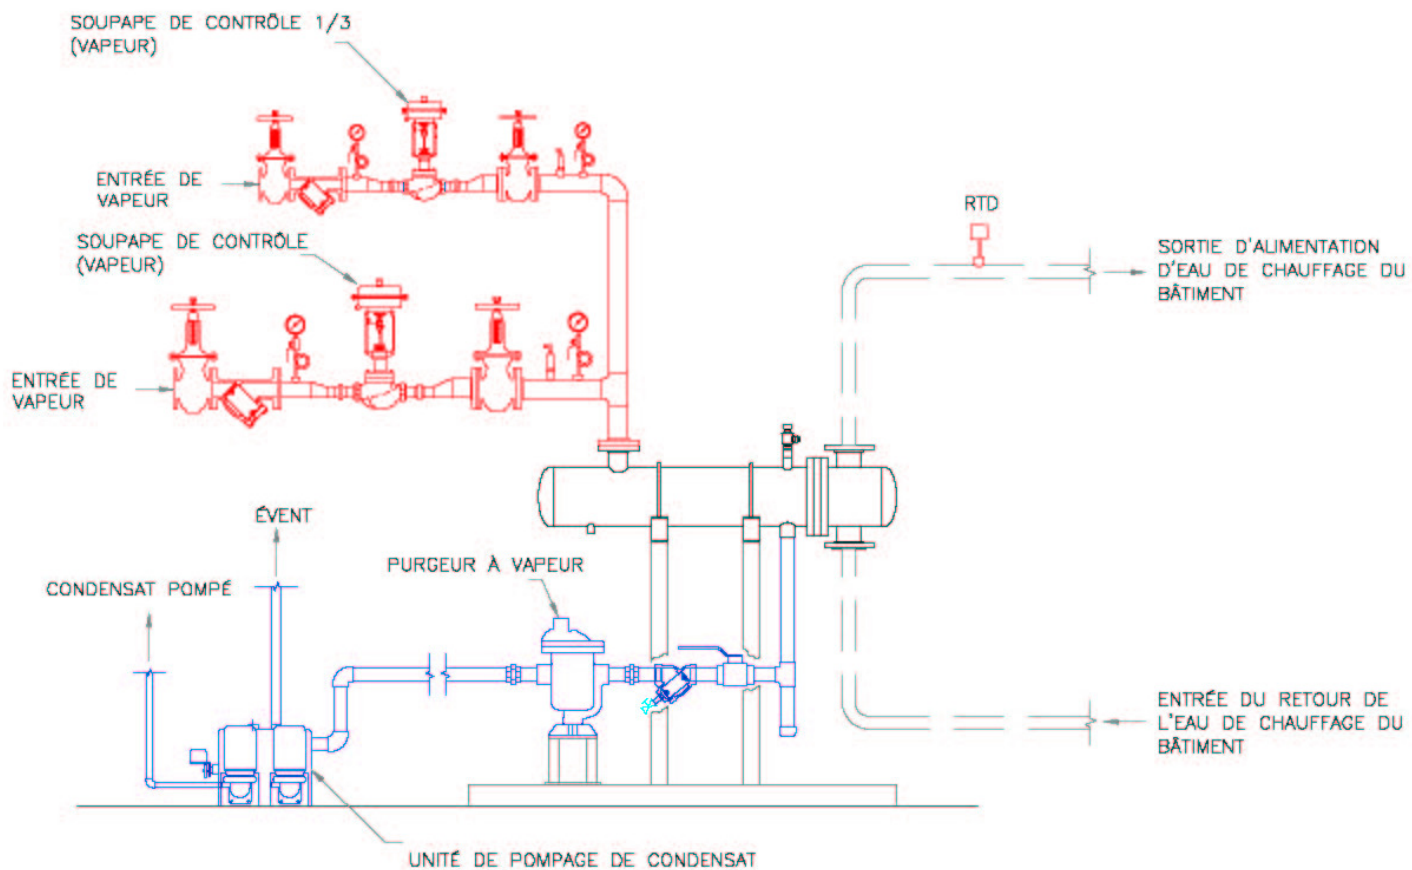 SOUPAPE DE CONTRÔLE 1/3
(VAPEUR)
ENTRÉE DE
VAPEUR
SOUPAPE DE CONTRÔLE
(VAPEUR)
ENTRÉE DE
VAPEUR
RTD
SORTIE D'ALIMENTATION
D'EAU DE CHAUFFAGE DU
BÂTIMENT
ÉVENT
CONDENSAT POMPÉ
PURGEUR À VAPEUR
ENTRÉE DU RETOUR DE
L'EAU DE CHAUFFAGE DU
BÂTIMENT
UNITÉ DE POMPAGE DE CONDENSAT